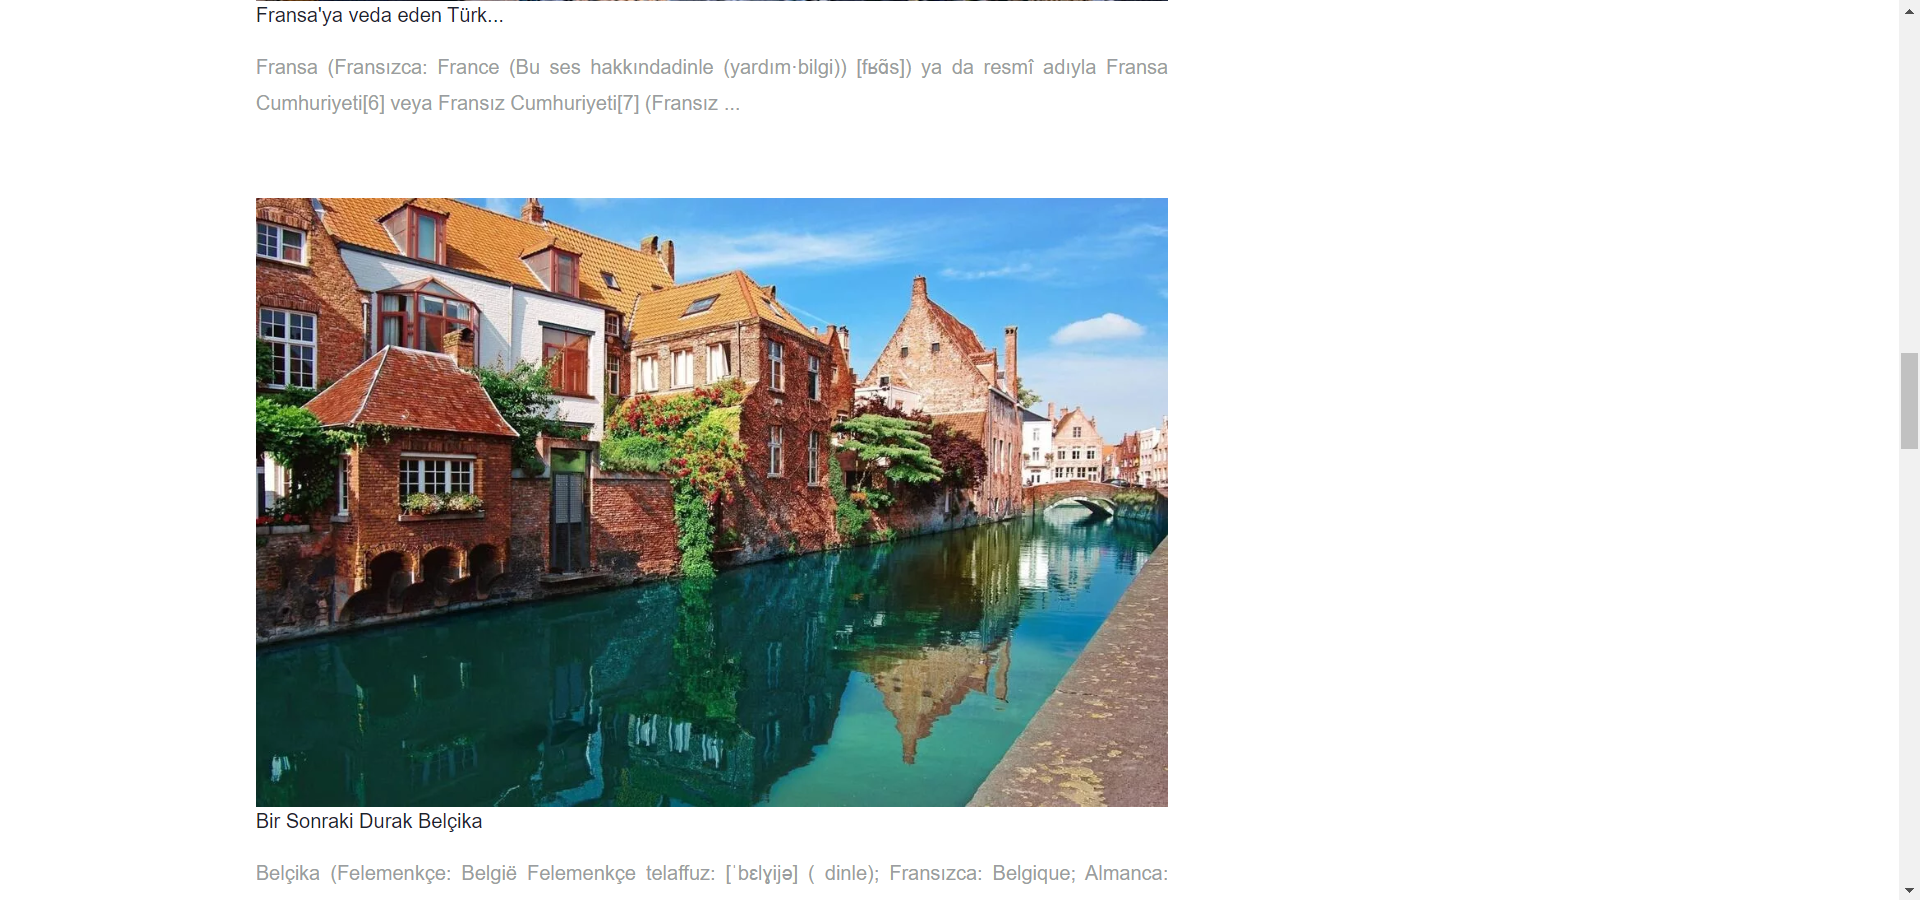 Fransa'ya veda eden Türk...
Fransa (Fransızca: France (Bu ses hakkındadinle (yardım·bilgi)) [fʁɑ̃s]) ya da resmî adıyla Fransa
Cumhuriyeti[6] veya Fransız Cumhuriyeti[7] (Fransız ...
Bir Sonraki Durak Belçika
Belçika (Felemenkçe: België Felemenkçe telaffuz: [ˈbɛlɣijə] ( dinle); Fransızca: Belgique; Almanca: